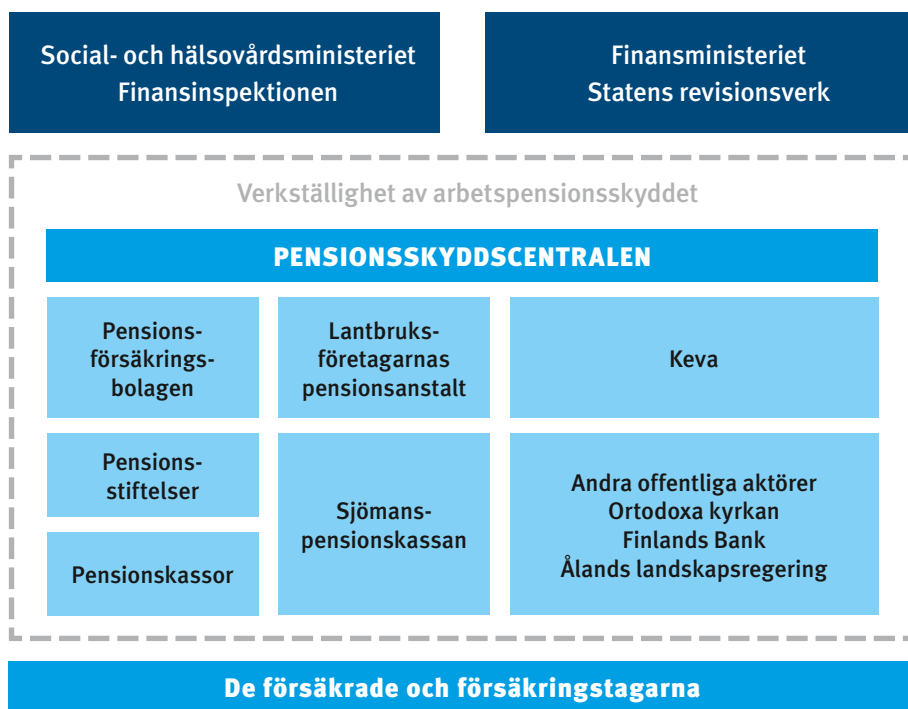 Social- och hälsovårdsministeriet
Finansinspektionen
Finansministeriet
Statens revisionsverk
Verkställighet av arbetspensionsskyddet
PENSIONSSKYDDSCENTRALEN
Pensions-
försäkrings-
bolagen
Lantbruks-
företagarnas
pensionsanstalt
Keva
Pensions-
stiftelser
Pensionskassor
Sjömans-
pensionskassan
Andra offentliga aktörer
Ortodoxa kyrkan
Finlands Bank
Ålands landskapsregering
De försäkrade och försäkringstagarna